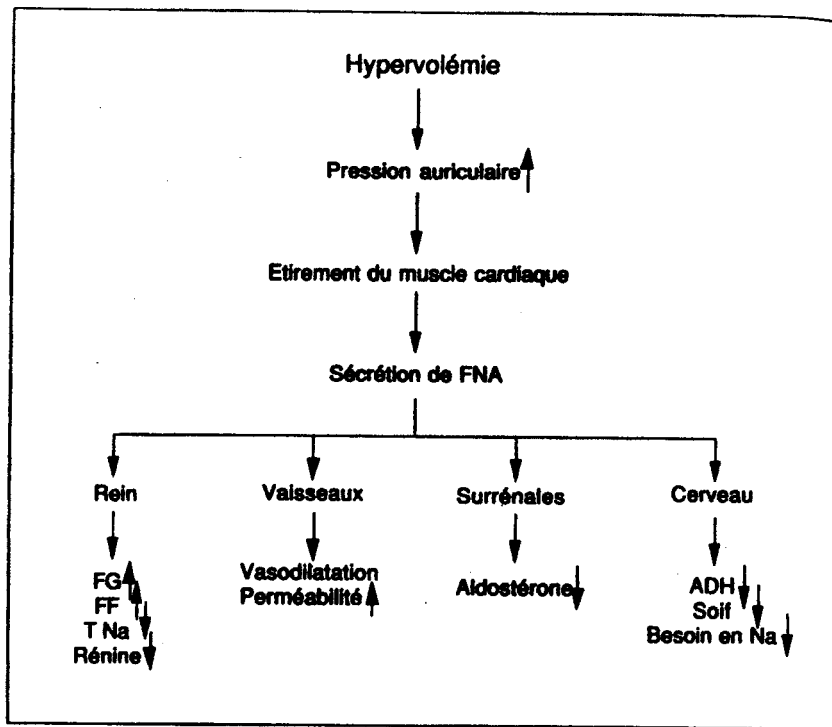 Hypervolémie
Pression auriculaire
Etirement du muscle cardiaque
Sécrétion de FNA
Rein
Vaisseaux
Surrénales
Cerveau
FG
FF
T Na
Rénine
Vasodilatation
Perméabilité
Aldostérone
ADH
Soif
Besoin en Na